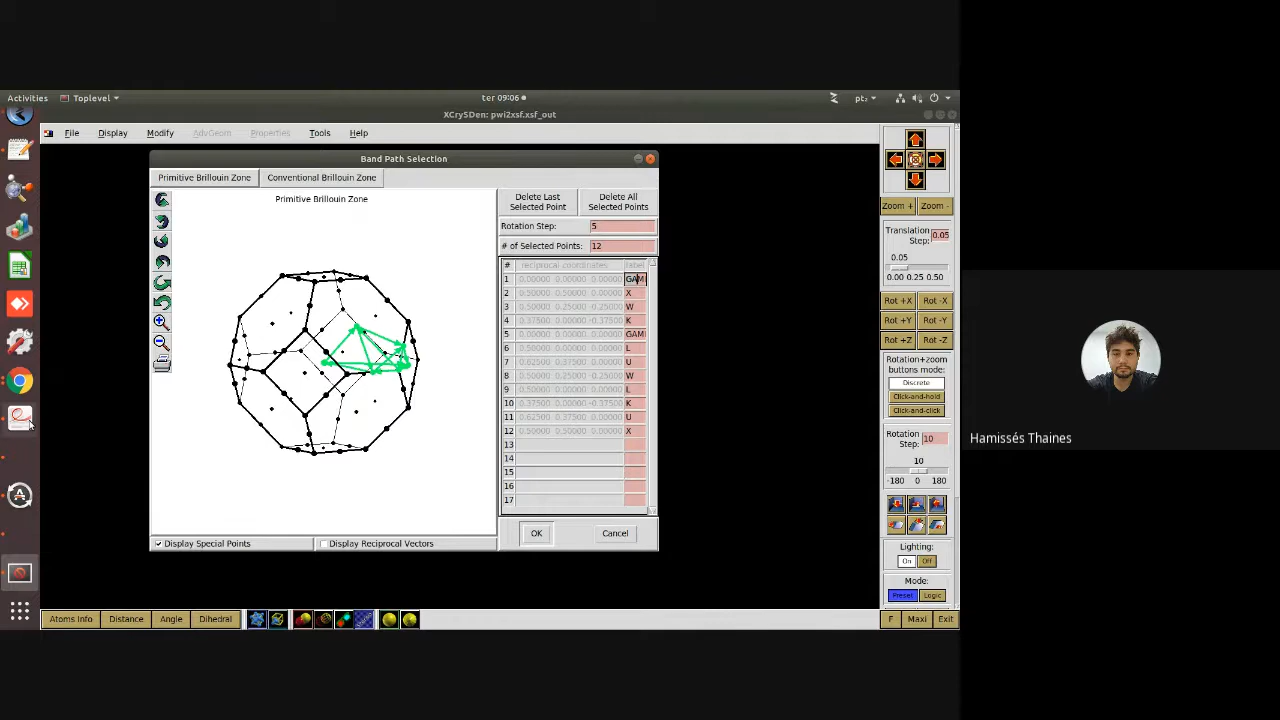 Activities
Toplevel
ter 09:06
pt₂
XCrySDen: pwi2xsf.xsf_out
File
Display
Modify
AdvGeom
Properties
Tools
Help
Band Path Selection
Primitive Brillouin Zone
Conventional Brillouin Zone
Primitive Brillouin Zone
Delete Last Selected Point
Delete All Selected Points
Rotation Step:
5
# of Selected Points:
12
# reciprocal coordinates label
1 0.00000 0.00000 0.00000 GAM
2 0.50000 0.50000 0.00000 X
3 0.50000 0.25000 -0.25000 W
4 0.37500 0.00000 -0.37500 K
5 0.00000 0.00000 0.00000 GAM
6 0.50000 0.00000 0.00000 L
7 0.62500 0.37500 0.00000 U
8 0.50000 0.25000 -0.25000 W
9 0.50000 0.00000 0.00000 L
10 0.37500 0.00000 -0.37500 K
11 0.62500 0.37500 0.00000 U
12 0.50000 0.50000 0.00000 X
13
14
15
16
17
OK
Cancel
Display Special Points
Display Reciprocal Vectors
Zoom +
Zoom -
Translation
Step:
0.05
0.05
0.00 0.25 0.50
Rot +X
Rot -X
Rot +Y
Rot -Y
Rot +Z
Rot -Z
Rotation+zoom
buttons mode:
Discrete
Click-and-hold
Click-and-click
Rotation
Step:
10
10
-180 0 180
Lighting:
On
Off
Mode:
Preset
Logic
Atoms Info
Distance
Angle
Dihedral
F
Maxi
Exit
Hamissés Thaines